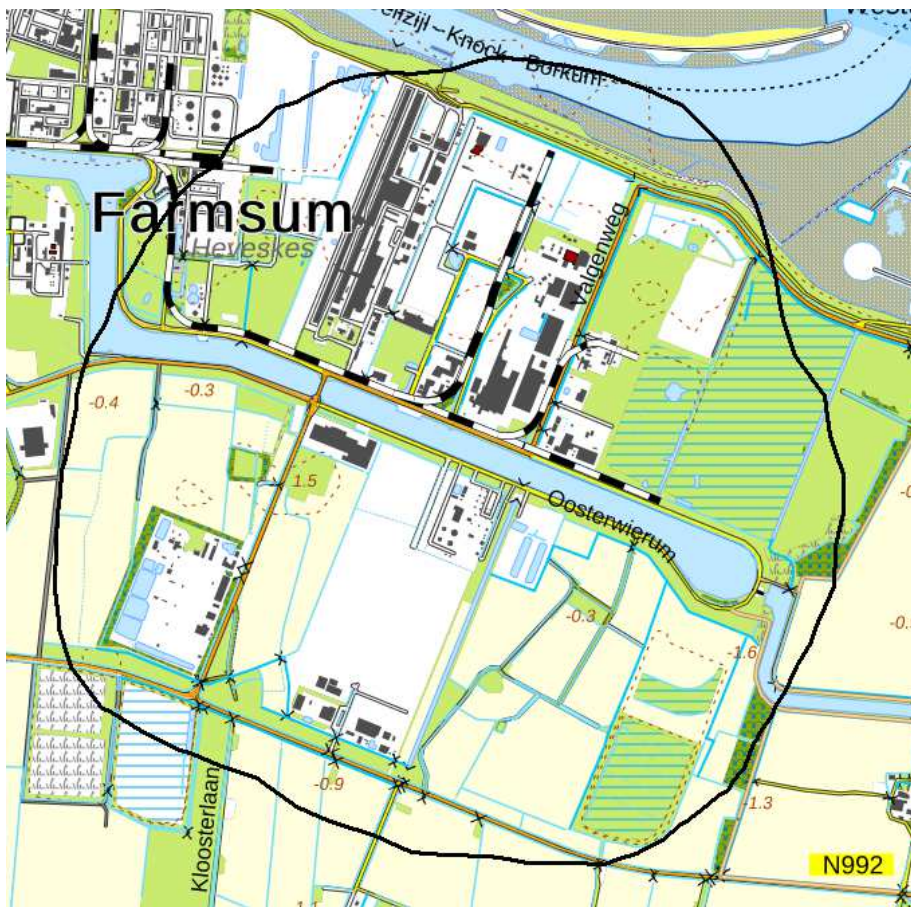 Delfzijl – Knock
Borkum
Farmsum
Heveskes
Valgenweg
-0.4
-0.3
1.5
Oosterwierum
-0.3
-1.6
-0.9
-1.3
Kloosterlaan
N992